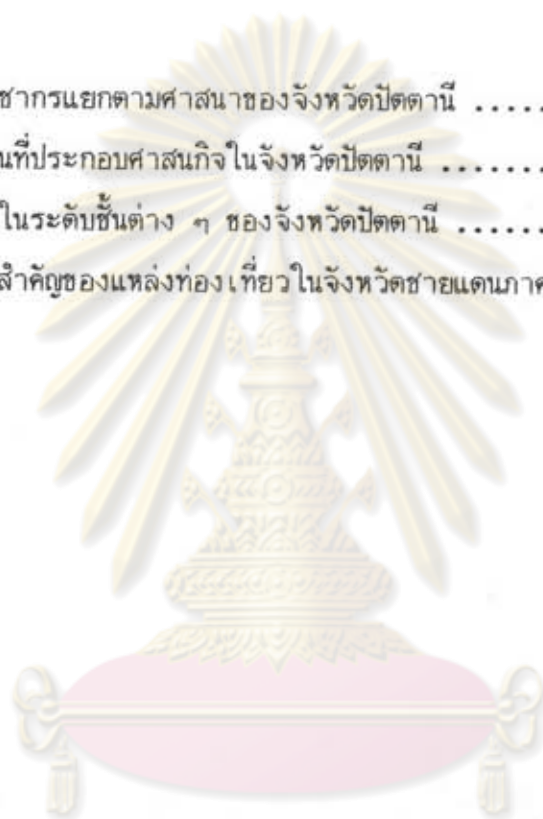 ชากรแยกตามศาสนาของจังหวัดปัตตานี ......
นที่ประกอบศาสนกิจในจังหวัดปัตตานี .......
ในระดับชั้นต่าง ๆ ของจังหวัดปัตตานี ......
สำคัญของแหล่งท่องเที่ยวในจังหวัดชายแดนภาค